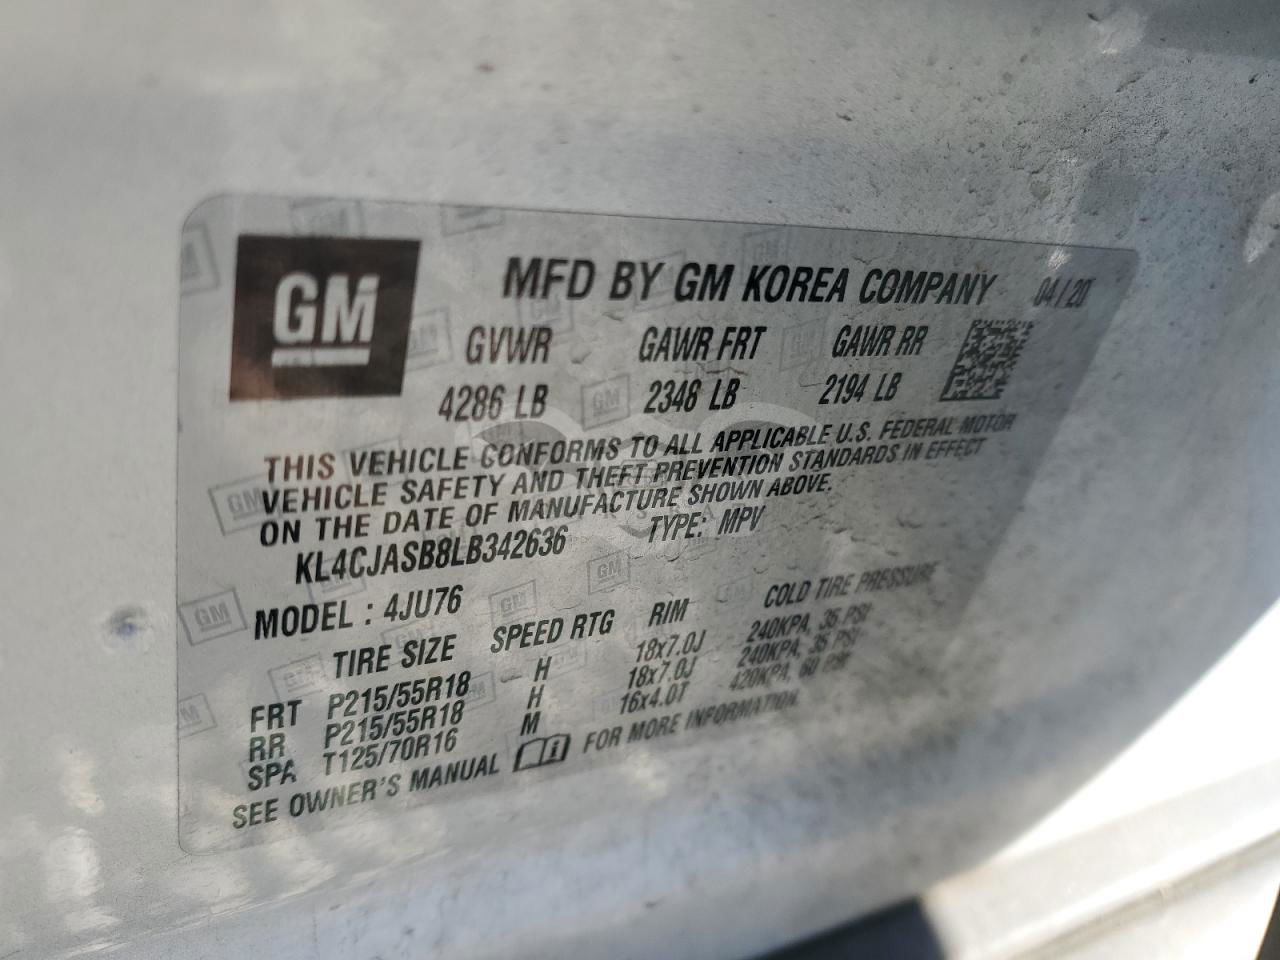 GM MFD BY GM KOREA COMPANY 04/20
GVWR GAWR FRT GAWR RR
4286 LB 2348 LB 2194 LB
THIS VEHICLE CONFORMS TO ALL APPLICABLE U.S. FEDERAL MOTOR
VEHICLE SAFETY AND THEFT PREVENTION STANDARDS IN EFFECT
ON THE DATE OF MANUFACTURE SHOWN ABOVE.
KL4CJASB8LB342636 TYPE: MPV
MODEL : 4JU76
TIRE SIZE SPEED RTG RIM COLD TIRE PRESSURE
FRT P215/55R18 H 18x7.0J 240KPA, 35 PSI
RR P215/55R18 H 18x7.0J 240KPA, 35 PSI
SPA T125/70R16 M 16x4.0T 420KPA, 60 PSI
SEE OWNER'S MANUAL FOR MORE INFORMATION